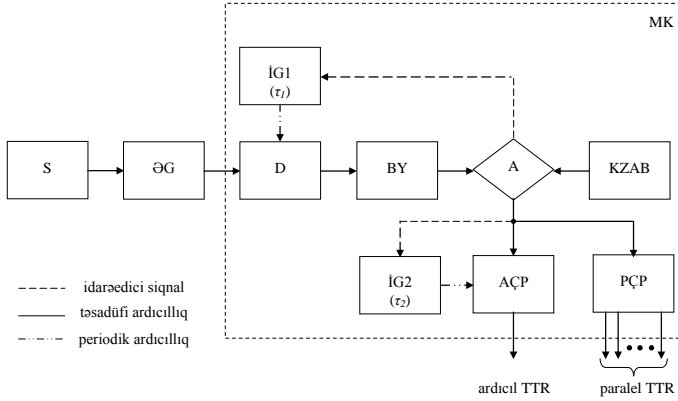 MK
İG1
(τ1)
S
ƏG
D
BY
A
KZAB
İG2
(τ2)
AÇP
PÇP
idarəedici siqnal
təsadüfi ardıcıllıq
periodik ardıcıllıq
ardıcıl TTR
paralel TTR